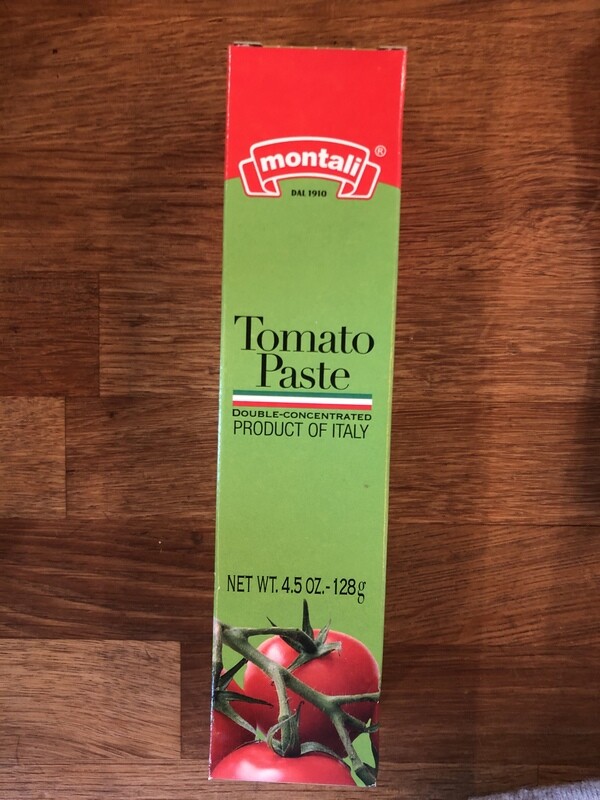 montali ®
DAL 1910
Tomato
Paste
DOUBLE-CONCENTRATED
PRODUCT OF ITALY
NET WT. 4.5 OZ.-128g